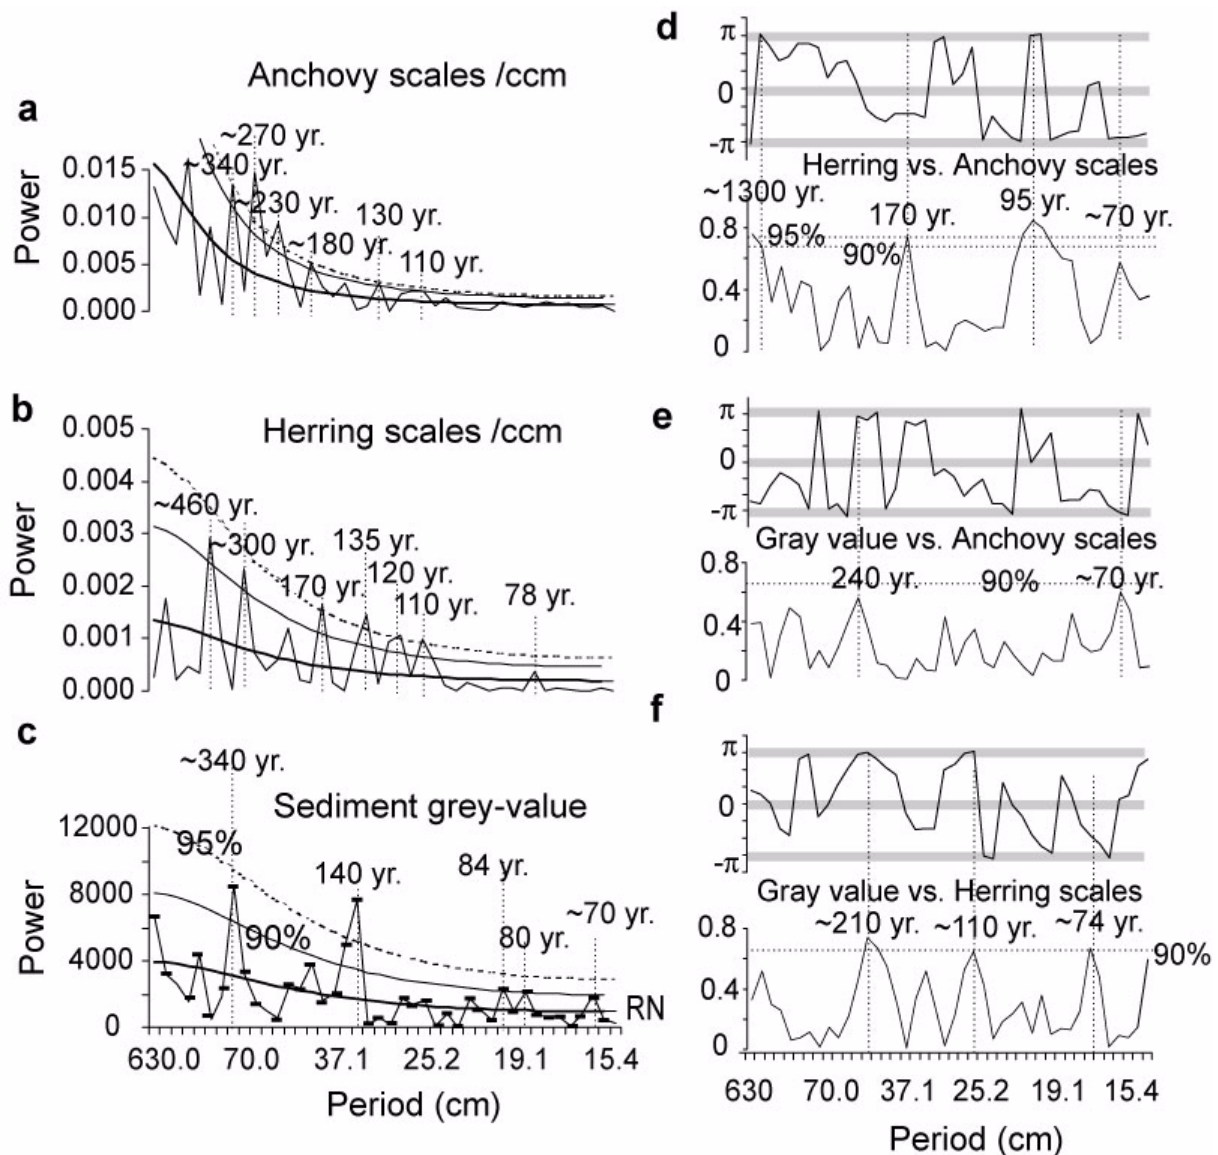 a
Anchovy scales /ccm
Power
0.015
0.010
0.005
0.000
~270 yr.
~340 yr.
~230 yr.
~180 yr.
130 yr.
110 yr.
b
Herring scales /ccm
Power
0.005
0.004
0.003
0.002
0.001
0.000
~460 yr.
~300 yr.
170 yr.
135 yr.
120 yr.
110 yr.
78 yr.
c
Sediment grey-value
Power
12000
8000
4000
0
~340 yr.
95%
90%
140 yr.
84 yr.
80 yr.
~70 yr.
RN
630.0 70.0 37.1 25.2 19.1 15.4
Period (cm)
d
π
0
-π
Herring vs. Anchovy scales
~1300 yr.
170 yr.
95 yr.
~70 yr.
95%
90%
0.8
0.4
0
e
π
0
-π
Gray value vs. Anchovy scales
0.8
0.4
0
240 yr.
90%
~70 yr.
f
π
0
-π
Gray value vs. Herring scales
~210 yr.
~110 yr.
~74 yr.
90%
0.8
0.4
0
630 70.0 37.1 25.2 19.1 15.4
Period (cm)